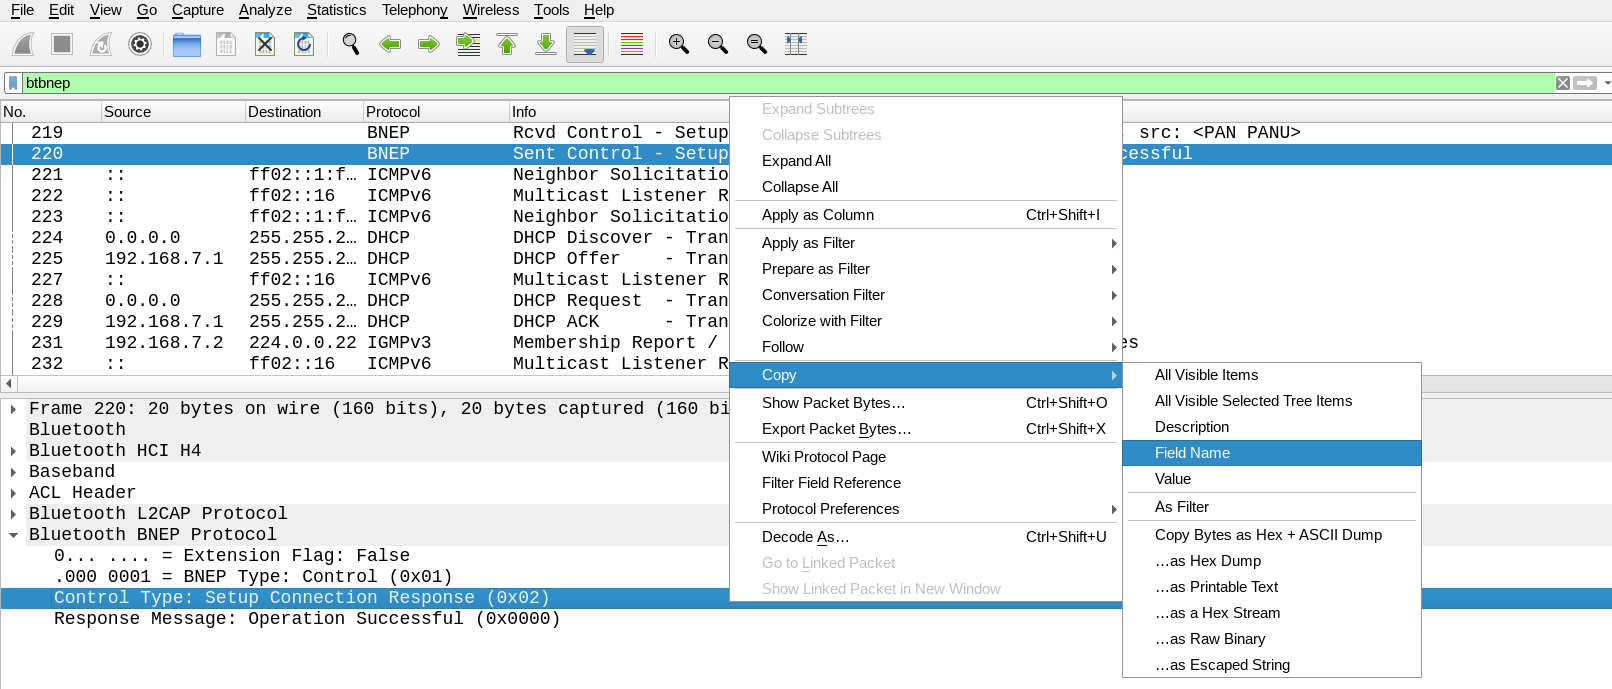 File Edit View Go Capture Analyze Statistics Telephony Wireless Tools Help
btbnep
No. Source Destination Protocol Info
219 BNEP Rcvd Control - Setup src: <PAN PANU>
220 BNEP Sent Control - Setup cessful
221 :: ff02::1:f… ICMPv6 Neighbor Solicitatio
222 :: ff02::16 ICMPv6 Multicast Listener R
223 :: ff02::1:f… ICMPv6 Neighbor Solicitatio
224 0.0.0.0 255.255.2… DHCP DHCP Discover - Tran
225 192.168.7.1 255.255.2… DHCP DHCP Offer - Tran
227 :: ff02::16 ICMPv6 Multicast Listener R
228 0.0.0.0 255.255.2… DHCP DHCP Request - Tran
229 192.168.7.1 255.255.2… DHCP DHCP ACK - Tran
231 192.168.7.2 224.0.0.22 IGMPv3 Membership Report / es
232 :: ff02::16 ICMPv6 Multicast Listener R
Frame 220: 20 bytes on wire (160 bits), 20 bytes captured (160 bi
Bluetooth
Bluetooth HCI H4
Baseband
ACL Header
Bluetooth L2CAP Protocol
Bluetooth BNEP Protocol
0... .... = Extension Flag: False
.000 0001 = BNEP Type: Control (0x01)
Control Type: Setup Connection Response (0x02)
Response Message: Operation Successful (0x0000)
Expand Subtrees
Collapse Subtrees
Expand All
Collapse All
Apply as Column Ctrl+Shift+I
Apply as Filter
Prepare as Filter
Conversation Filter
Colorize with Filter
Follow
Copy
Show Packet Bytes… Ctrl+Shift+O
Export Packet Bytes… Ctrl+Shift+X
Wiki Protocol Page
Filter Field Reference
Protocol Preferences
Decode As… Ctrl+Shift+U
Go to Linked Packet
Show Linked Packet in New Window
All Visible Items
All Visible Selected Tree Items
Description
Field Name
Value
As Filter
Copy Bytes as Hex + ASCII Dump
…as Hex Dump
…as Printable Text
…as a Hex Stream
…as Raw Binary
…as Escaped String